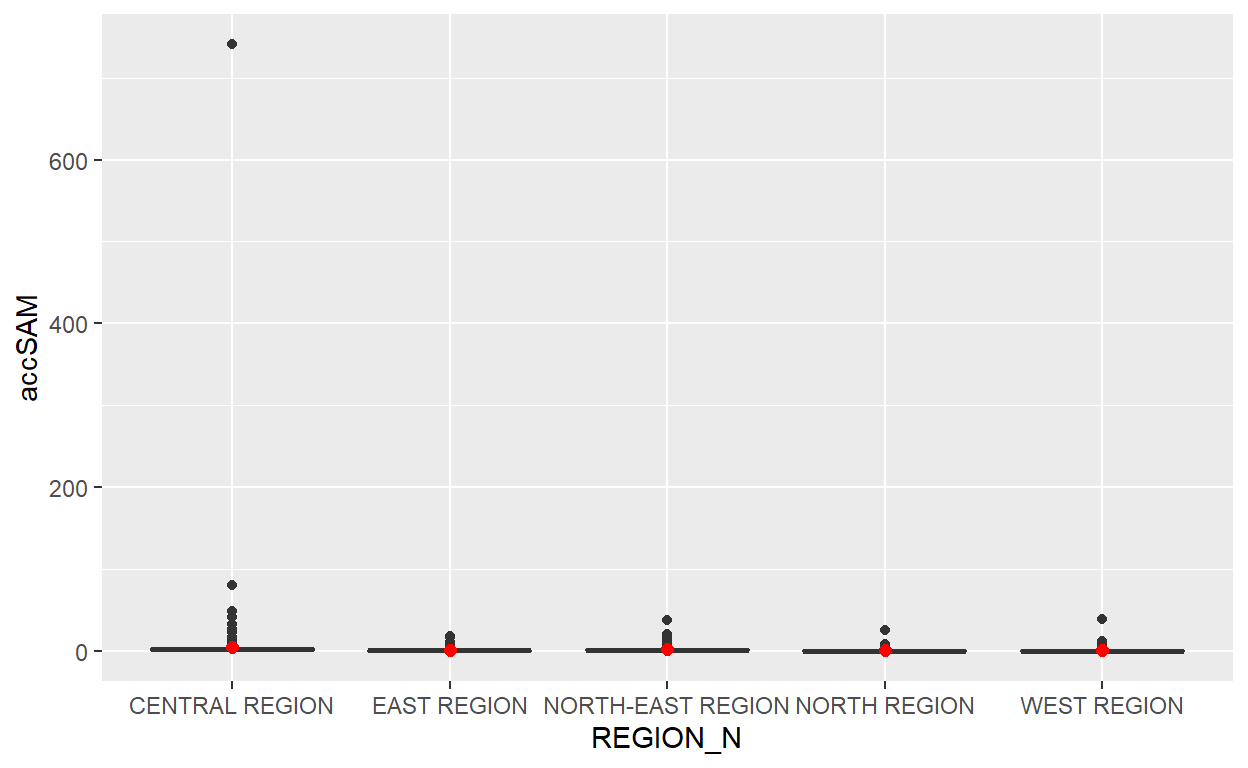 600
400
200
0
accSAM
CENTRAL REGION EAST REGION NORTH-EAST REGION NORTH REGION WEST REGION
REGION_N